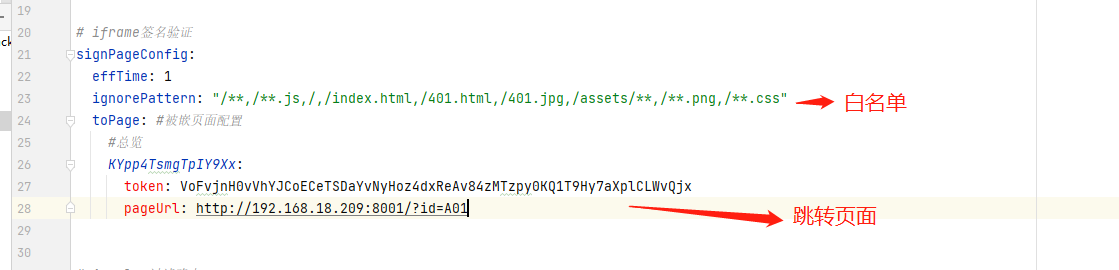 19
20 # iframe签名验证
21 signPageConfig:
22 effTime: 1
23 ignorePattern: "/**,/**.js,/,/index.html,/401.html,/401.jpg,/assets/**,/**.png,/**.css" 白名单
24 toPage: #被嵌页面配置
25 #总览
26 KYpp4TsmgTpIY9Xx:
27 token: VoFvjnH0vVhYJCoECeTSDaYvNyHoz4dxReAv84zMTzpy0KQ1T9Hy7aXplCLWvQjx
28 pageUrl: http://192.168.18.209:8001/?id=A01 跳转页面
29
30